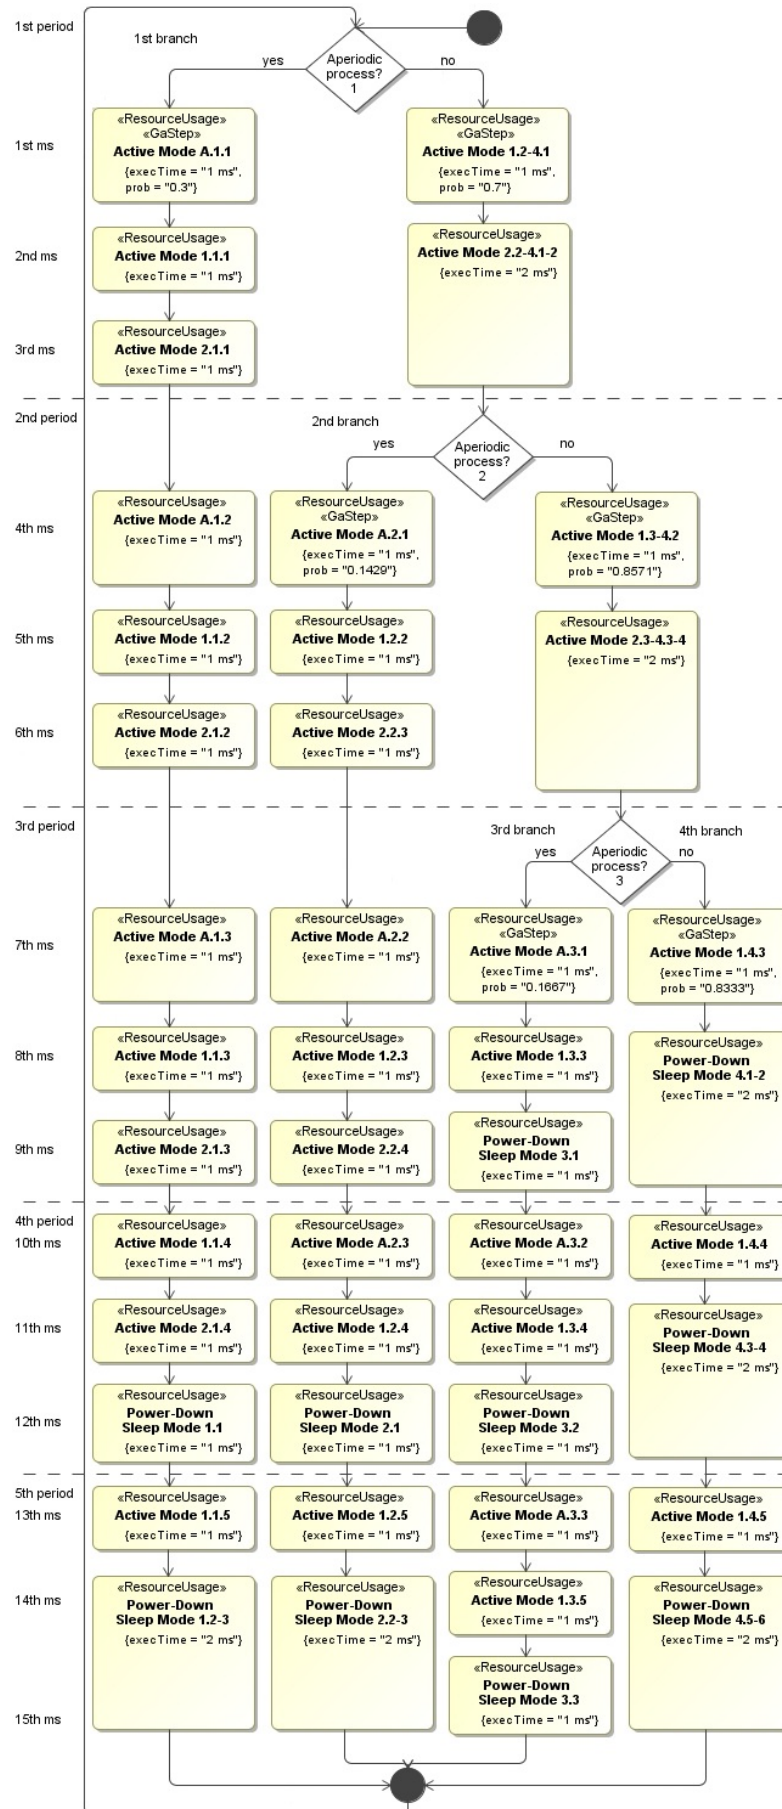 1st period
1st branch
yes
Aperiodic
process?
1
no
1st ms
«ResourceUsage»
«GaStep»
Active Mode A.1.1
{execTime = "1 ms",
prob = "0.3"}
«ResourceUsage»
«GaStep»
Active Mode 1.2-4.1
{execTime = "1 ms",
prob = "0.7"}
2nd ms
«ResourceUsage»
Active Mode 1.1.1
{execTime = "1 ms"}
«ResourceUsage»
Active Mode 2.2-4.1-2
{execTime = "2 ms"}
3rd ms
«ResourceUsage»
Active Mode 2.1.1
{execTime = "1 ms"}
2nd period
2nd branch
yes
Aperiodic
process?
2
no
4th ms
«ResourceUsage»
Active Mode A.1.2
{execTime = "1 ms"}
«ResourceUsage»
«GaStep»
Active Mode A.2.1
{execTime = "1 ms",
prob = "0.1429"}
«ResourceUsage»
«GaStep»
Active Mode 1.3-4.2
{execTime = "1 ms",
prob = "0.8571"}
5th ms
«ResourceUsage»
Active Mode 1.1.2
{execTime = "1 ms"}
«ResourceUsage»
Active Mode 1.2.2
{execTime = "1 ms"}
«ResourceUsage»
Active Mode 2.3-4.3-4
{execTime = "2 ms"}
6th ms
«ResourceUsage»
Active Mode 2.1.2
{execTime = "1 ms"}
«ResourceUsage»
Active Mode 2.2.3
{execTime = "1 ms"}
3rd period
3rd branch
yes
Aperiodic
process?
3
4th branch
no
7th ms
«ResourceUsage»
Active Mode A.1.3
{execTime = "1 ms"}
«ResourceUsage»
Active Mode A.2.2
{execTime = "1 ms"}
«ResourceUsage»
«GaStep»
Active Mode A.3.1
{execTime = "1 ms",
prob = "0.1667"}
«ResourceUsage»
«GaStep»
Active Mode 1.4.3
{execTime = "1 ms",
prob = "0.8333"}
8th ms
«ResourceUsage»
Active Mode 1.1.3
{execTime = "1 ms"}
«ResourceUsage»
Active Mode 1.2.3
{execTime = "1 ms"}
«ResourceUsage»
Active Mode 1.3.3
{execTime = "1 ms"}
«ResourceUsage»
Power-Down
Sleep Mode 4.1-2
{execTime = "2 ms"}
9th ms
«ResourceUsage»
Active Mode 2.1.3
{execTime = "1 ms"}
«ResourceUsage»
Active Mode 2.2.4
{execTime = "1 ms"}
«ResourceUsage»
Power-Down
Sleep Mode 3.1
{execTime = "1 ms"}
4th period
10th ms
«ResourceUsage»
Active Mode 1.1.4
{execTime = "1 ms"}
«ResourceUsage»
Active Mode A.2.3
{execTime = "1 ms"}
«ResourceUsage»
Active Mode A.3.2
{execTime = "1 ms"}
«ResourceUsage»
Active Mode 1.4.4
{execTime = "1 ms"}
11th ms
«ResourceUsage»
Active Mode 2.1.4
{execTime = "1 ms"}
«ResourceUsage»
Active Mode 1.2.4
{execTime = "1 ms"}
«ResourceUsage»
Active Mode 1.3.4
{execTime = "1 ms"}
«ResourceUsage»
Power-Down
Sleep Mode 4.3-4
{execTime = "2 ms"}
12th ms
«ResourceUsage»
Power-Down
Sleep Mode 1.1
{execTime = "1 ms"}
«ResourceUsage»
Power-Down
Sleep Mode 2.1
{execTime = "1 ms"}
«ResourceUsage»
Power-Down
Sleep Mode 3.2
{execTime = "1 ms"}
5th period
13th ms
«ResourceUsage»
Active Mode 1.1.5
{execTime = "1 ms"}
«ResourceUsage»
Active Mode 1.2.5
{execTime = "1 ms"}
«ResourceUsage»
Active Mode A.3.3
{execTime = "1 ms"}
«ResourceUsage»
Active Mode 1.4.5
{execTime = "1 ms"}
14th ms
«ResourceUsage»
Power-Down
Sleep Mode 1.2-3
{execTime = "2 ms"}
«ResourceUsage»
Power-Down
Sleep Mode 2.2-3
{execTime = "2 ms"}
«ResourceUsage»
Active Mode 1.3.5
{execTime = "1 ms"}
«ResourceUsage»
Power-Down
Sleep Mode 4.5-6
{execTime = "2 ms"}
15th ms
«ResourceUsage»
Power-Down
Sleep Mode 3.3
{execTime = "1 ms"}